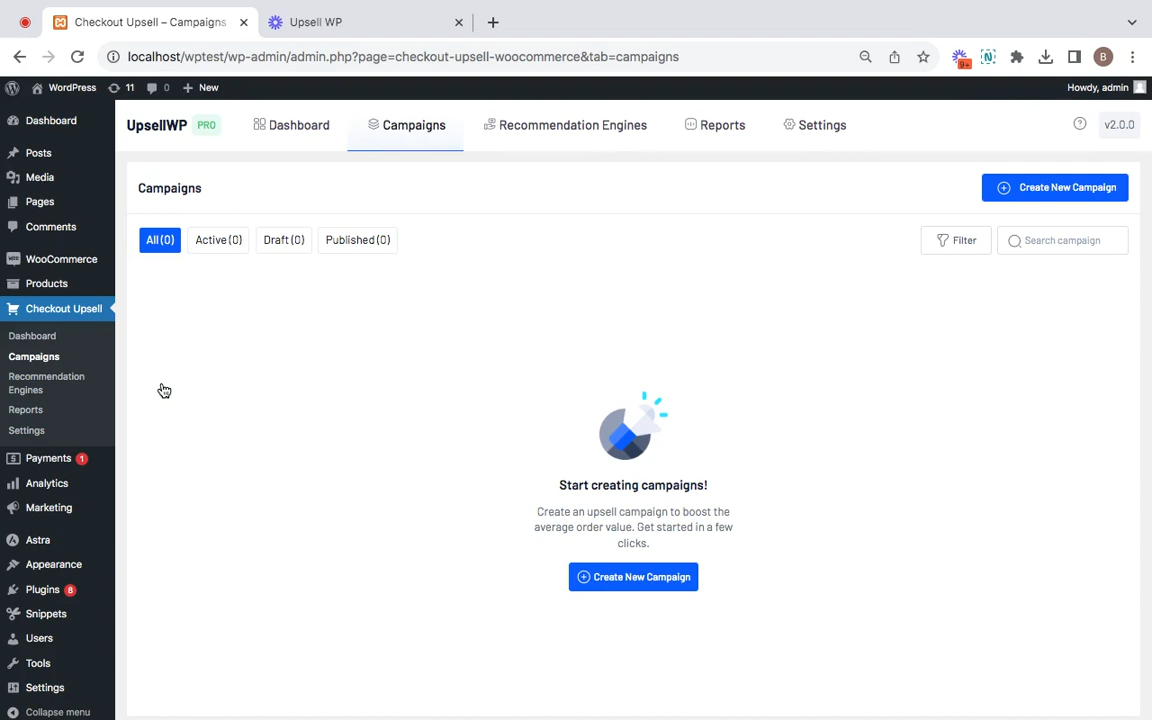 Checkout Upsell – Campaigns
Upsell WP
localhost/wptest/wp-admin/admin.php?page=checkout-upsell-woocommerce&tab=campaigns
9+
N
B
WordPress
11
0
New
Howdy, admin
Dashboard
Posts
Media
Pages
Comments
WooCommerce
Products
Checkout Upsell
Dashboard
Campaigns
Recommendation
Engines
Reports
Settings
Payments 1
Analytics
Marketing
Astra
Appearance
Plugins 8
Snippets
Users
Tools
Settings
Collapse menu
UpsellWP PRO
Dashboard
Campaigns
Recommendation Engines
Reports
Settings
v2.0.0
Campaigns
Create New Campaign
All (0)
Active (0)
Draft (0)
Published (0)
Filter
Search campaign
Start creating campaigns!
Create an upsell campaign to boost the
average order value. Get started in a few
clicks.
Create New Campaign